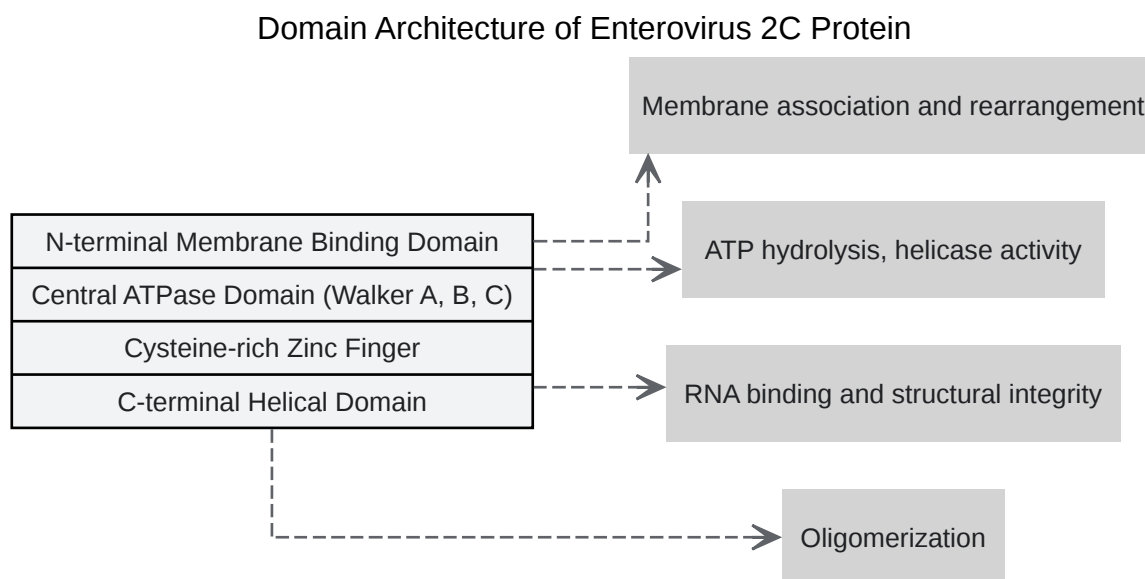 Domain Architecture of Enterovirus 2C Protein
Membrane association and rearrangement
N-terminal Membrane Binding Domain
ATP hydrolysis, helicase activity
Central ATPase Domain (Walker A, B, C)
Cysteine-rich Zinc Finger
C-terminal Helical Domain
RNA binding and structural integrity
Oligomerization